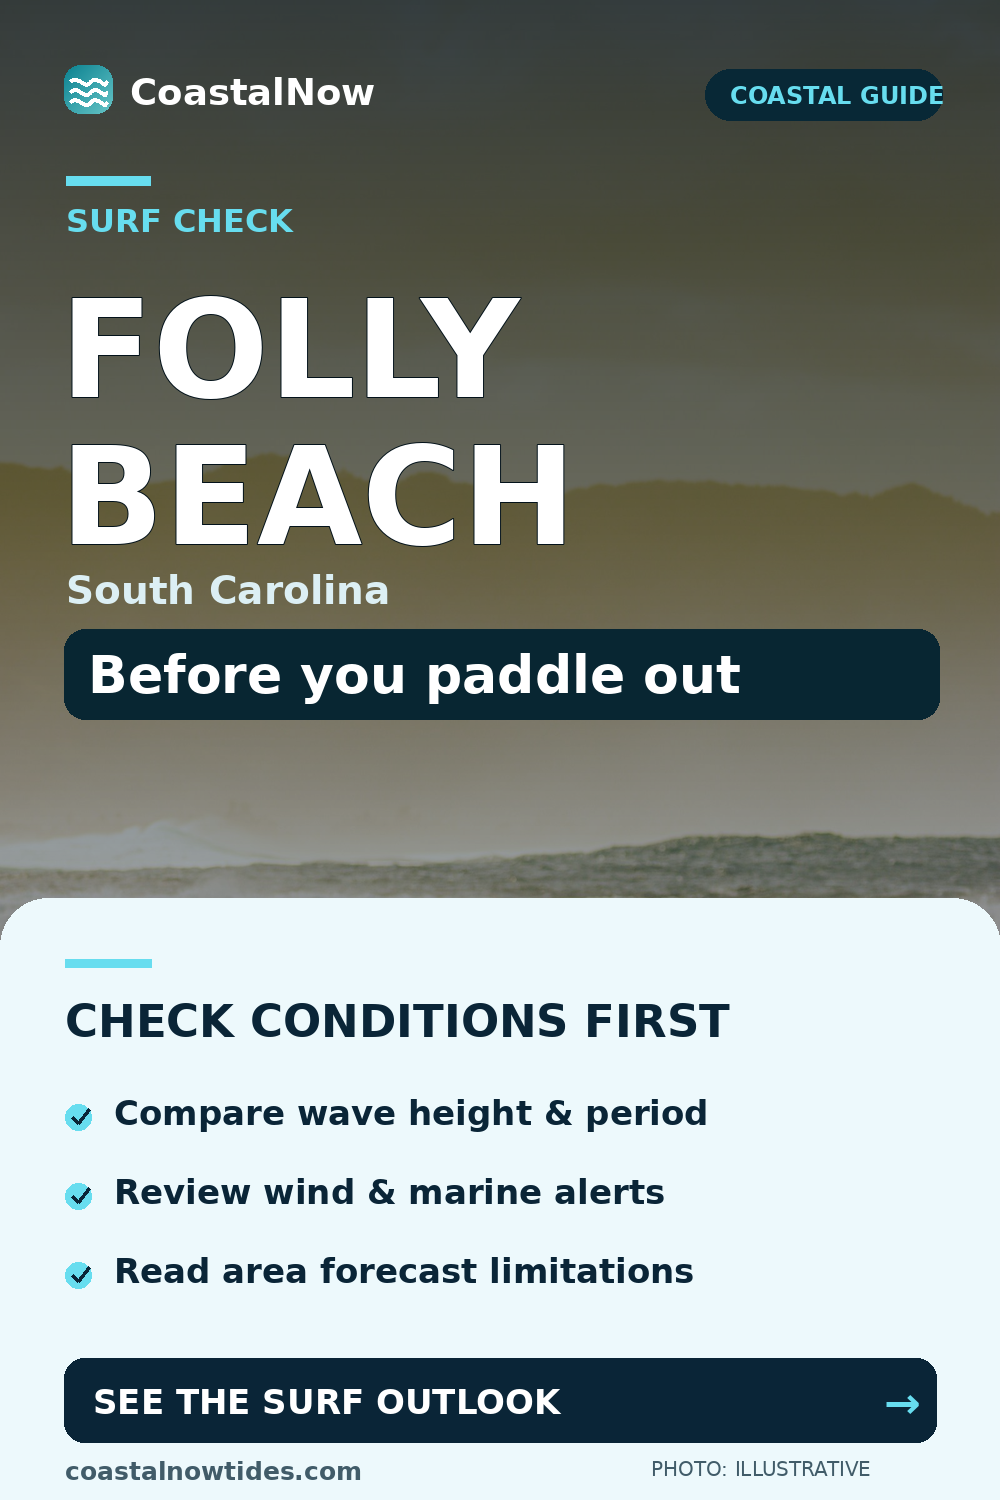 CoastalNow
COASTAL GUIDE
SURF CHECK
FOLLY
BEACH
South Carolina
Before you paddle out
CHECK CONDITIONS FIRST
Compare wave height & period
Review wind & marine alerts
Read area forecast limitations
SEE THE SURF OUTLOOK →
coastalnowtides.com
PHOTO: ILLUSTRATIVE